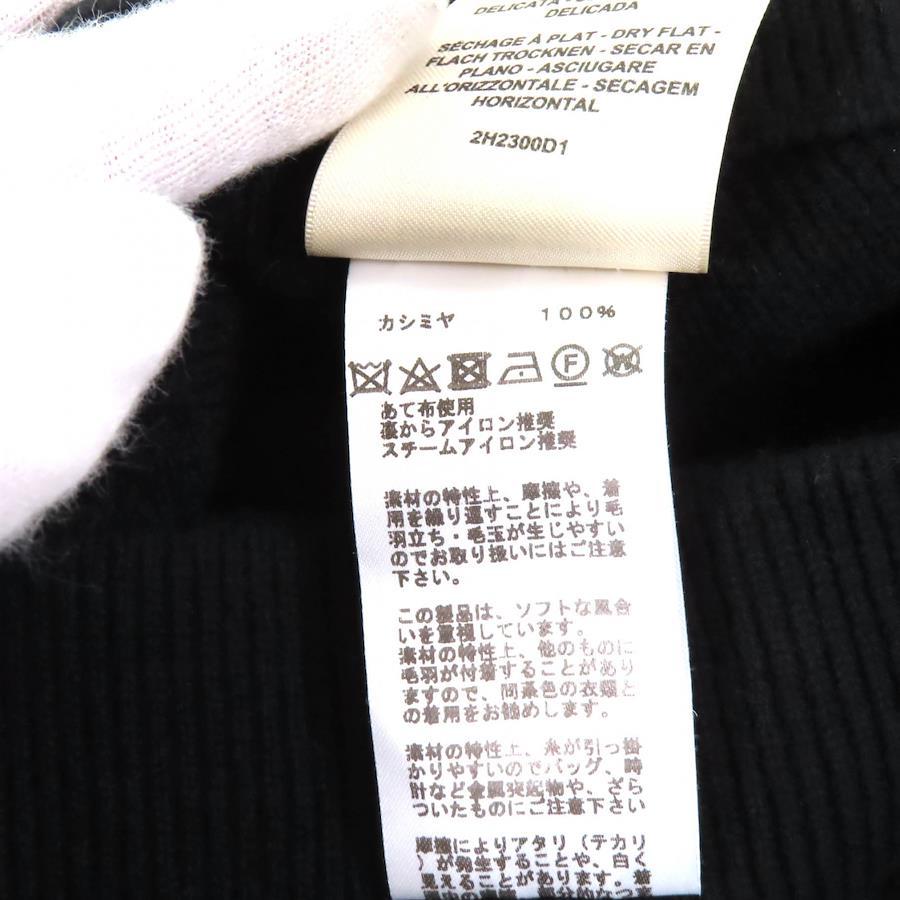 DELICATA
DELICADA
SÉCHAGE À PLAT - DRY FLAT -
FLACH TROCKNEN - SECAR EN
PLANO - ASCIUGARE
ALL'ORIZZONTALE - SECAGEM
HORIZONTAL
2H2300D1
カシミヤ 100%
F
W
あて布使用
裏からアイロン推奨
スチームアイロン推奨
素材の特性上、摩擦や、着
用を繰り返すことにより毛
羽立ち・毛玉が生じやすい
のでお取り扱いにはご注意
下さい。
この製品は、ソフトな風合
いを重視しています。
素材の特性上、他のものに
毛羽が付着することがあり
ますので、同系色の衣類と
の着用をお勧めします。
素材の特性上、糸が引っ掛
かりやすいのでバッグ、時
計など金属突起物や、ざら
ついたものにご注意下さい
摩擦によりアタリ（テカリ
）が発生することや、白く
見えることがあります。着